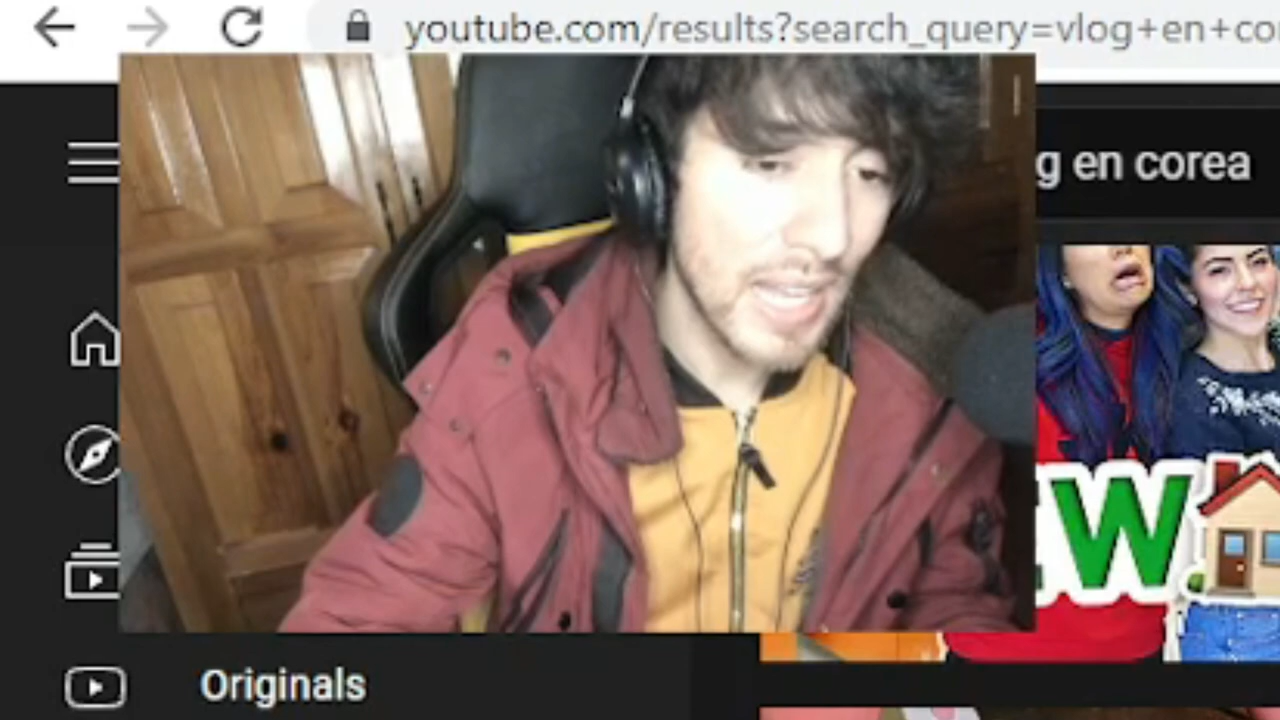 youtube.com/results?search_query=vlog+en+co
g en corea
W
Originals